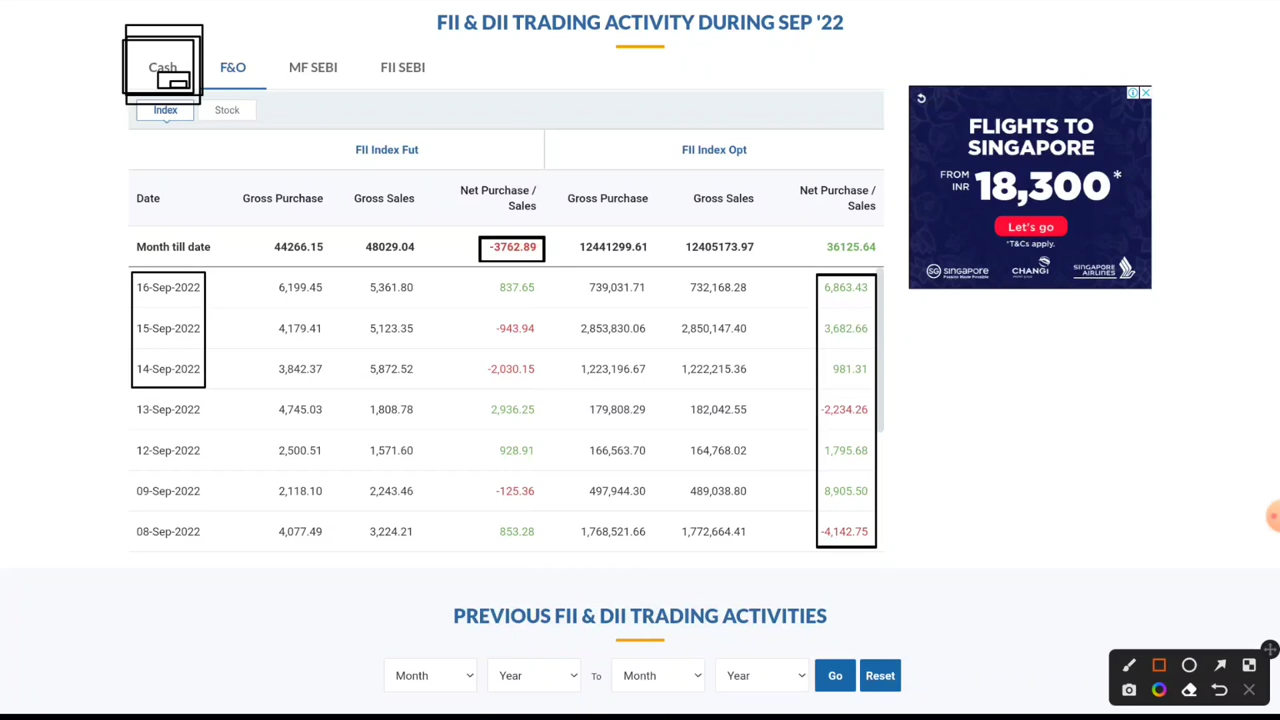 FII & DII TRADING ACTIVITY DURING SEP '22
Cash F&O MF SEBI FII SEBI
Index Stock
FII Index Fut FII Index Opt
Date Gross Purchase Gross Sales Net Purchase / Sales Gross Purchase Gross Sales Net Purchase / Sales
Month till date 44266.15 48029.04 -3762.89 12441299.61 12405173.97 36125.64
16-Sep-2022 6,199.45 5,361.80 837.65 739,031.71 732,168.28 6,863.43
15-Sep-2022 4,179.41 5,123.35 -943.94 2,853,830.06 2,850,147.40 3,682.66
14-Sep-2022 3,842.37 5,872.52 -2,030.15 1,223,196.67 1,222,215.36 981.31
13-Sep-2022 4,745.03 1,808.78 2,936.25 179,808.29 182,042.55 -2,234.26
12-Sep-2022 2,500.51 1,571.60 928.91 166,563.70 164,768.02 1,795.68
09-Sep-2022 2,118.10 2,243.46 -125.36 497,944.30 489,038.80 8,905.50
08-Sep-2022 4,077.49 3,224.21 853.28 1,768,521.66 1,772,664.41 -4,142.75
FLIGHTS TO
SINGAPORE
FROM INR 18,300*
Let's go
*T&Cs apply.
SG SINGAPORE CHANGI SINGAPORE AIRLINES
PREVIOUS FII & DII TRADING ACTIVITIES
Month Year To Month Year Go Reset